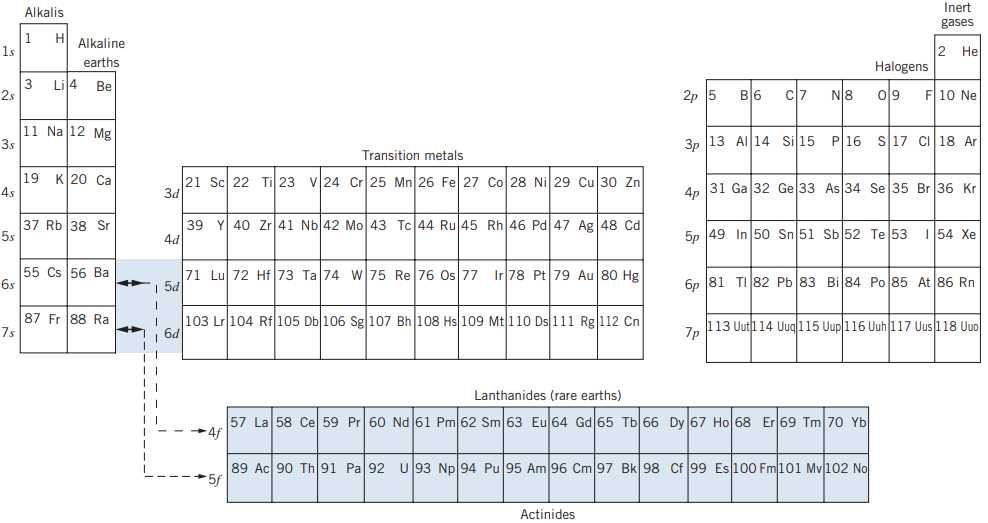 Alkalis
Inert
gases
1s 1 H
Alkaline
earths
2 He
Halogens
2s 3 Li 4 Be
2p 5 B 6 C 7 N 8 O 9 F 10 Ne
3s 11 Na 12 Mg
3p 13 Al 14 Si 15 P 16 S 17 Cl 18 Ar
Transition metals
4s 19 K 20 Ca 3d 21 Sc 22 Ti 23 V 24 Cr 25 Mn 26 Fe 27 Co 28 Ni 29 Cu 30 Zn 4p 31 Ga 32 Ge 33 As 34 Se 35 Br 36 Kr
5s 37 Rb 38 Sr 4d 39 Y 40 Zr 41 Nb 42 Mo 43 Tc 44 Ru 45 Rh 46 Pd 47 Ag 48 Cd 5p 49 In 50 Sn 51 Sb 52 Te 53 I 54 Xe
6s 55 Cs 56 Ba 5d 71 Lu 72 Hf 73 Ta 74 W 75 Re 76 Os 77 Ir 78 Pt 79 Au 80 Hg 6p 81 Tl 82 Pb 83 Bi 84 Po 85 At 86 Rn
7s 87 Fr 88 Ra 6d 103 Lr 104 Rf 105 Db 106 Sg 107 Bh 108 Hs 109 Mt 110 Ds 111 Rg 112 Cn 7p 113 Uut 114 Uuq 115 Uup 116 Uuh 117 Uus 118 Uuo
Lanthanides (rare earths)
4f 57 La 58 Ce 59 Pr 60 Nd 61 Pm 62 Sm 63 Eu 64 Gd 65 Tb 66 Dy 67 Ho 68 Er 69 Tm 70 Yb
5f 89 Ac 90 Th 91 Pa 92 U 93 Np 94 Pu 95 Am 96 Cm 97 Bk 98 Cf 99 Es 100 Fm 101 Mv 102 No
Actinides